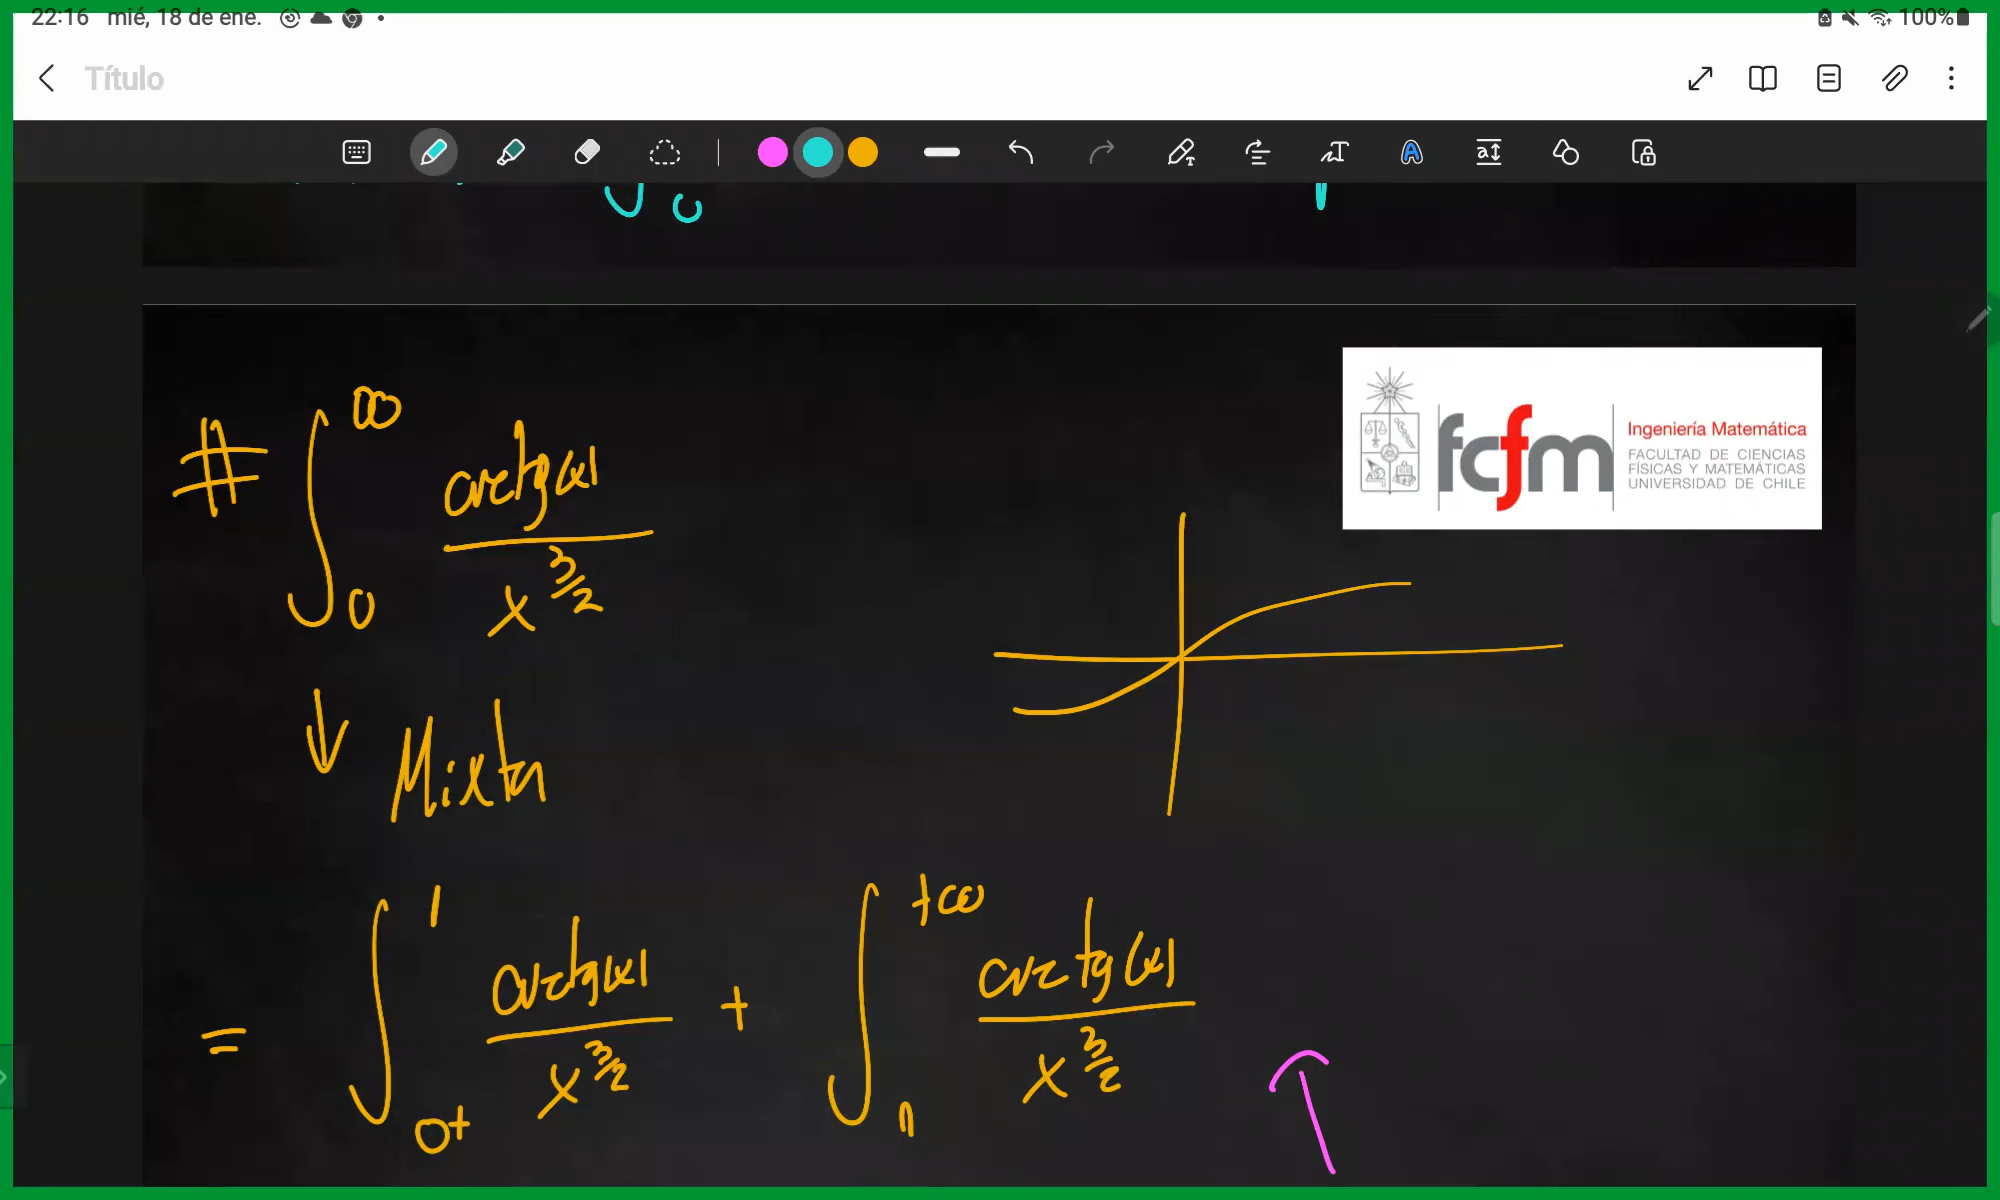 22:16 mié, 18 de ene. 100%
Título
# ∫₀^∞ arctg(x) / x^(3/2)
↓ Mixta
= ∫₀₊^1 arctg(x) / x^(3/2) + ∫₁^(+∞) arctg(x) / x^(3/2)
fcfm
Ingeniería Matemática
FACULTAD DE CIENCIAS
FÍSICAS Y MATEMÁTICAS
UNIVERSIDAD DE CHILE